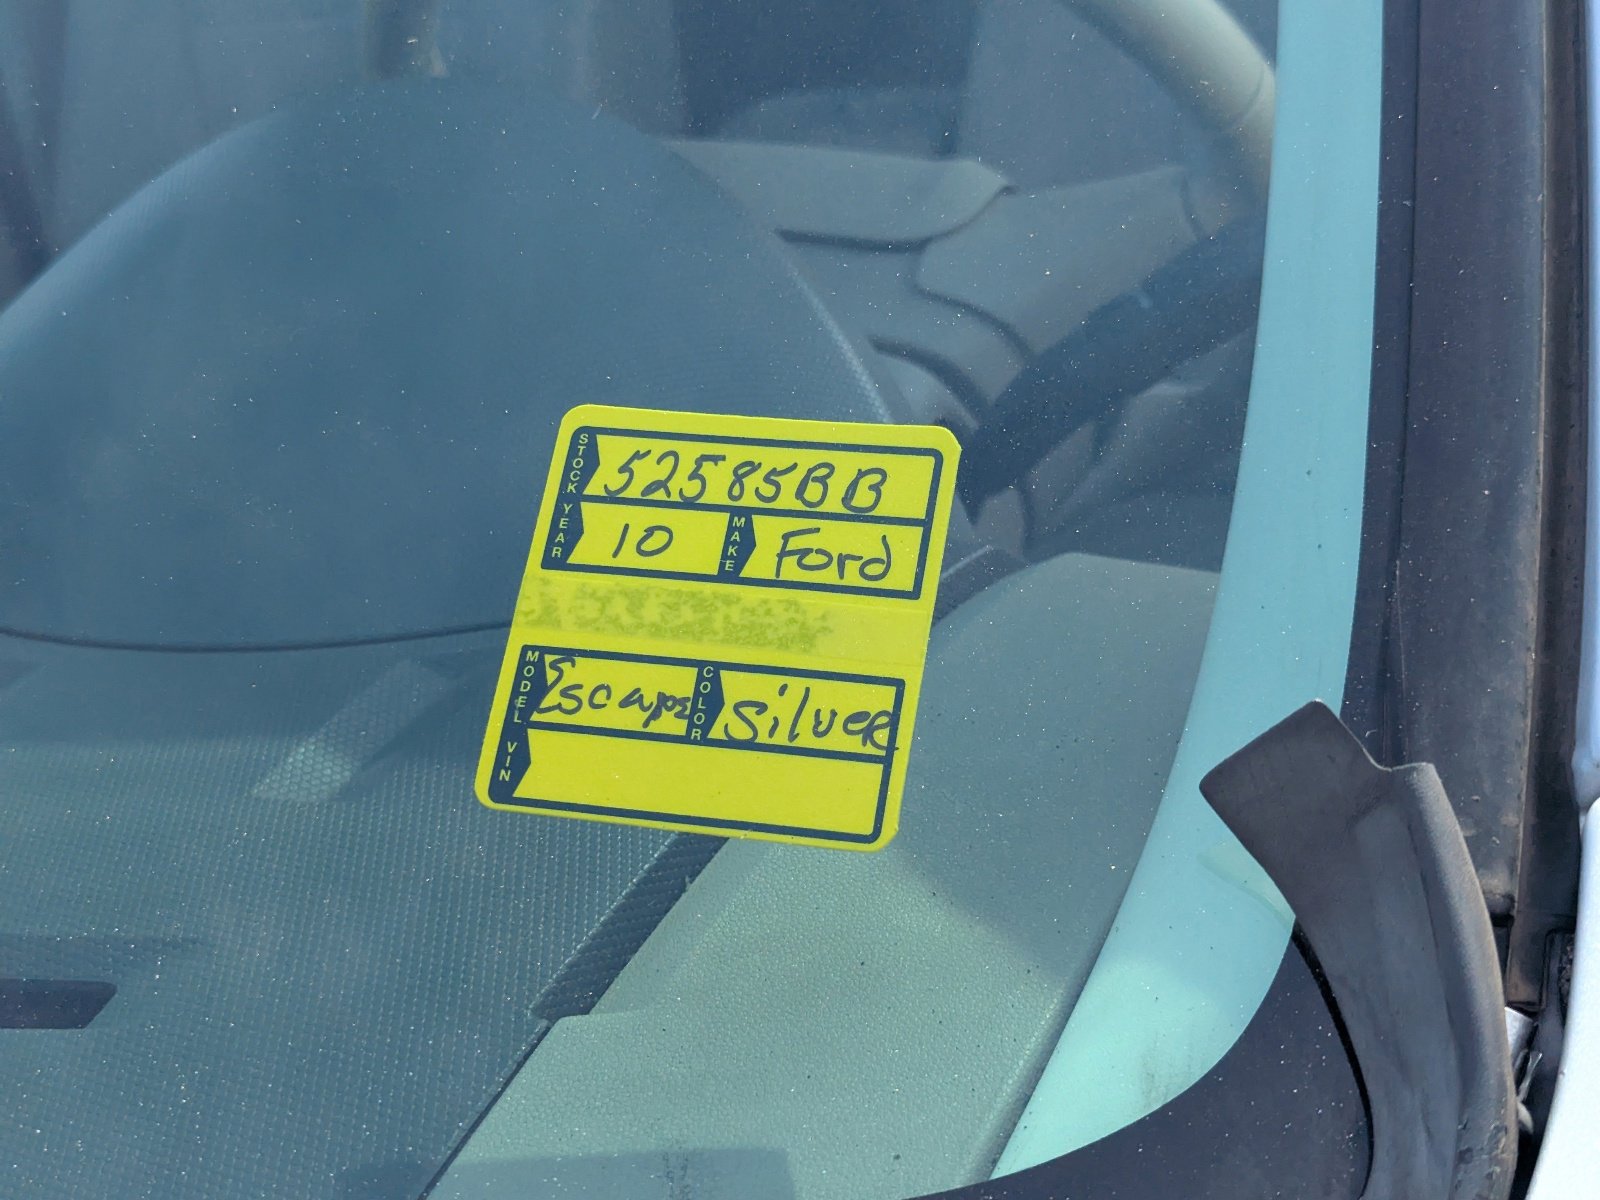 STOCK 52585BB
YEAR 10 MAKE Ford
MODEL Escape COLOR Silver
VIN